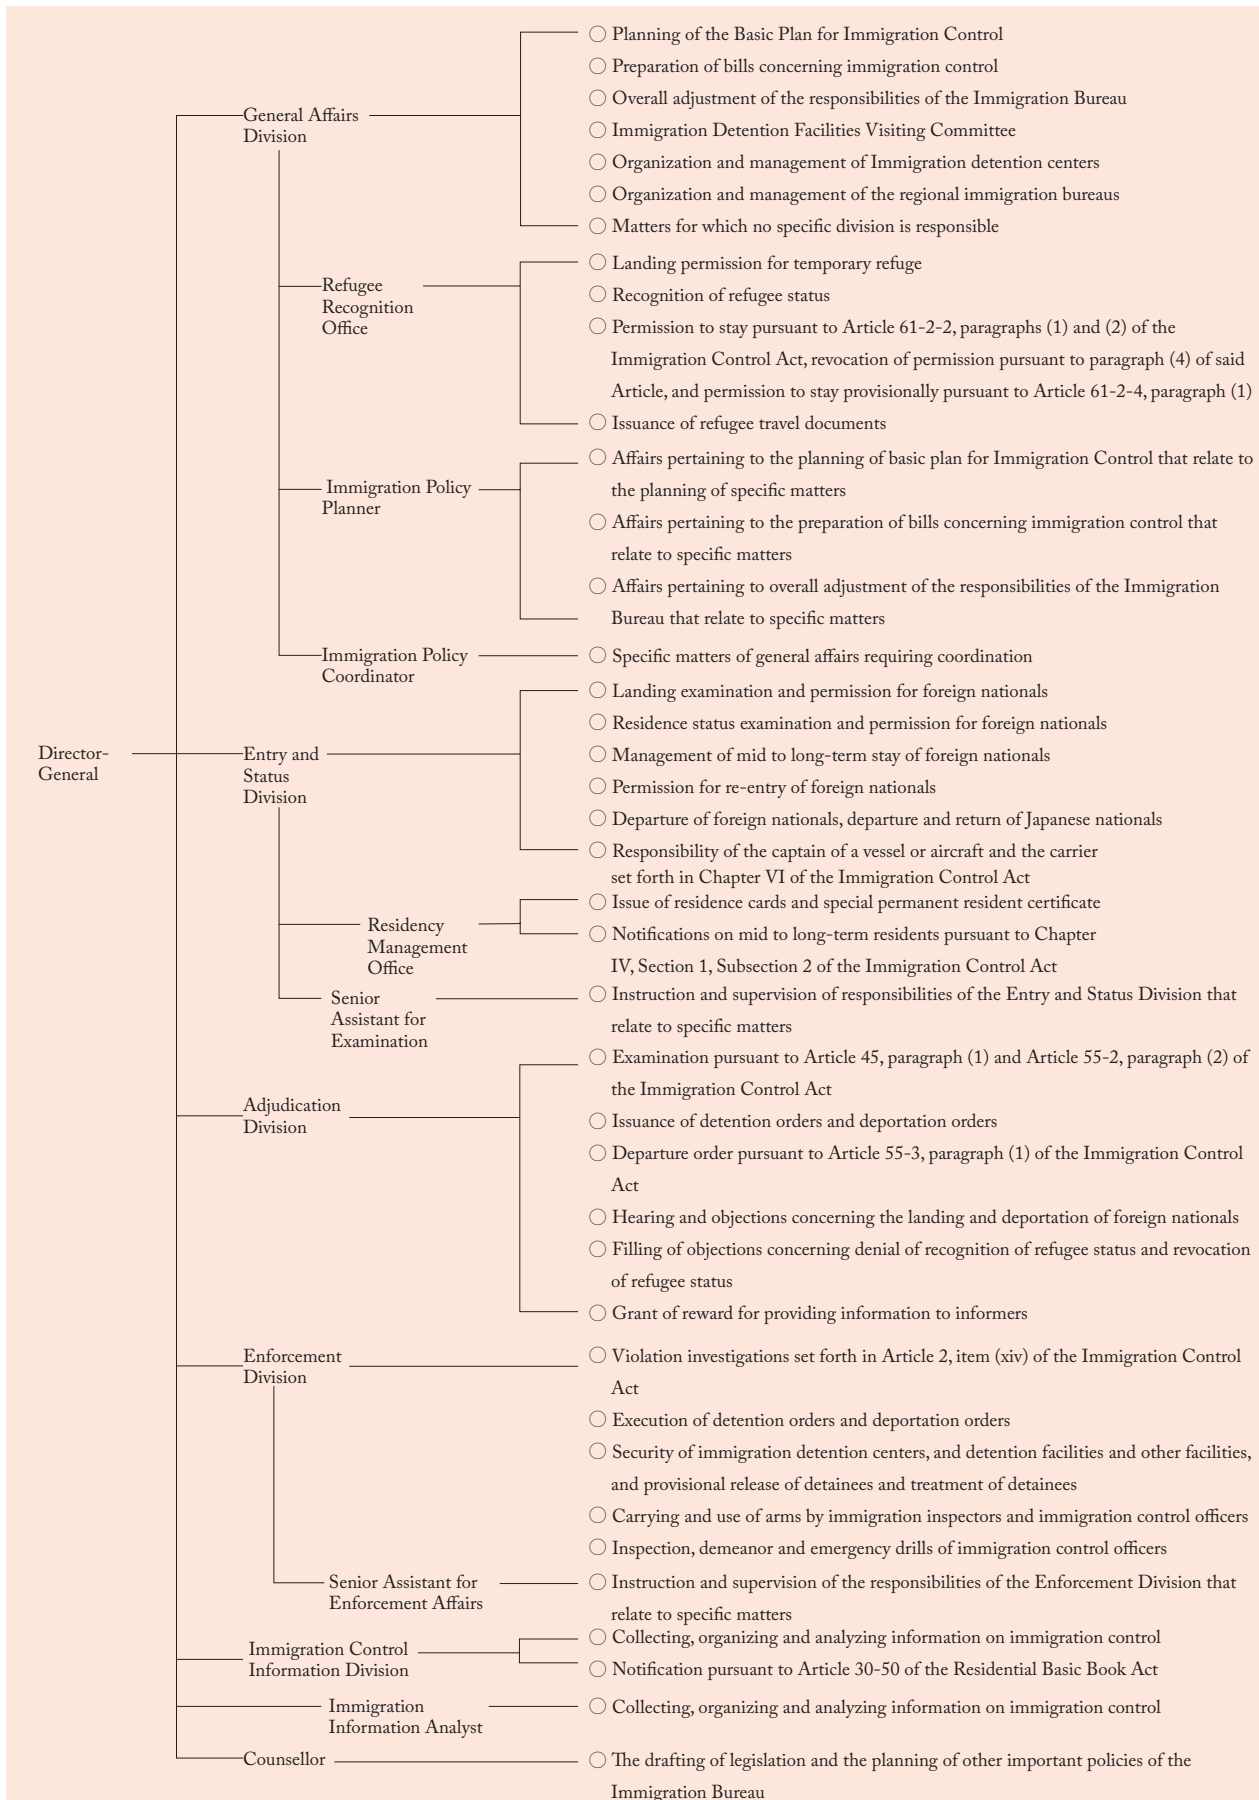 Director-
General
General Affairs
Division
○ Planning of the Basic Plan for Immigration Control
○ Preparation of bills concerning immigration control
○ Overall adjustment of the responsibilities of the Immigration Bureau
○ Immigration Detention Facilities Visiting Committee
○ Organization and management of Immigration detention centers
○ Organization and management of the regional immigration bureaus
○ Matters for which no specific division is responsible
Refugee
Recognition
Office
○ Landing permission for temporary refuge
○ Recognition of refugee status
○ Permission to stay pursuant to Article 61-2-2, paragraphs (1) and (2) of the
Immigration Control Act, revocation of permission pursuant to paragraph (4) of said
Article, and permission to stay provisionally pursuant to Article 61-2-4, paragraph (1)
○ Issuance of refugee travel documents
Immigration Policy
Planner
○ Affairs pertaining to the planning of basic plan for Immigration Control that relate to
the planning of specific matters
○ Affairs pertaining to the preparation of bills concerning immigration control that
relate to specific matters
○ Affairs pertaining to overall adjustment of the responsibilities of the Immigration
Bureau that relate to specific matters
Immigration Policy
Coordinator
○ Specific matters of general affairs requiring coordination
Entry and
Status
Division
○ Landing examination and permission for foreign nationals
○ Residence status examination and permission for foreign nationals
○ Management of mid to long-term stay of foreign nationals
○ Permission for re-entry of foreign nationals
○ Departure of foreign nationals, departure and return of Japanese nationals
○ Responsibility of the captain of a vessel or aircraft and the carrier
set forth in Chapter VI of the Immigration Control Act
Residency
Management
Office
○ Issue of residence cards and special permanent resident certificate
○ Notifications on mid to long-term residents pursuant to Chapter
IV, Section 1, Subsection 2 of the Immigration Control Act
Senior
Assistant for
Examination
○ Instruction and supervision of responsibilities of the Entry and Status Division that
relate to specific matters
Adjudication
Division
○ Examination pursuant to Article 45, paragraph (1) and Article 55-2, paragraph (2) of
the Immigration Control Act
○ Issuance of detention orders and deportation orders
○ Departure order pursuant to Article 55-3, paragraph (1) of the Immigration Control
Act
○ Hearing and objections concerning the landing and deportation of foreign nationals
○ Filling of objections concerning denial of recognition of refugee status and revocation
of refugee status
○ Grant of reward for providing information to informers
Enforcement
Division
○ Violation investigations set forth in Article 2, item (xiv) of the Immigration Control
Act
○ Execution of detention orders and deportation orders
○ Security of immigration detention centers, and detention facilities and other facilities,
and provisional release of detainees and treatment of detainees
○ Carrying and use of arms by immigration inspectors and immigration control officers
○ Inspection, demeanor and emergency drills of immigration control officers
Senior Assistant for
Enforcement Affairs
○ Instruction and supervision of the responsibilities of the Enforcement Division that
relate to specific matters
Immigration Control
Information Division
○ Collecting, organizing and analyzing information on immigration control
○ Notification pursuant to Article 30-50 of the Residential Basic Book Act
Immigration
Information Analyst
○ Collecting, organizing and analyzing information on immigration control
Counsellor
○ The drafting of legislation and the planning of other important policies of the
Immigration Bureau